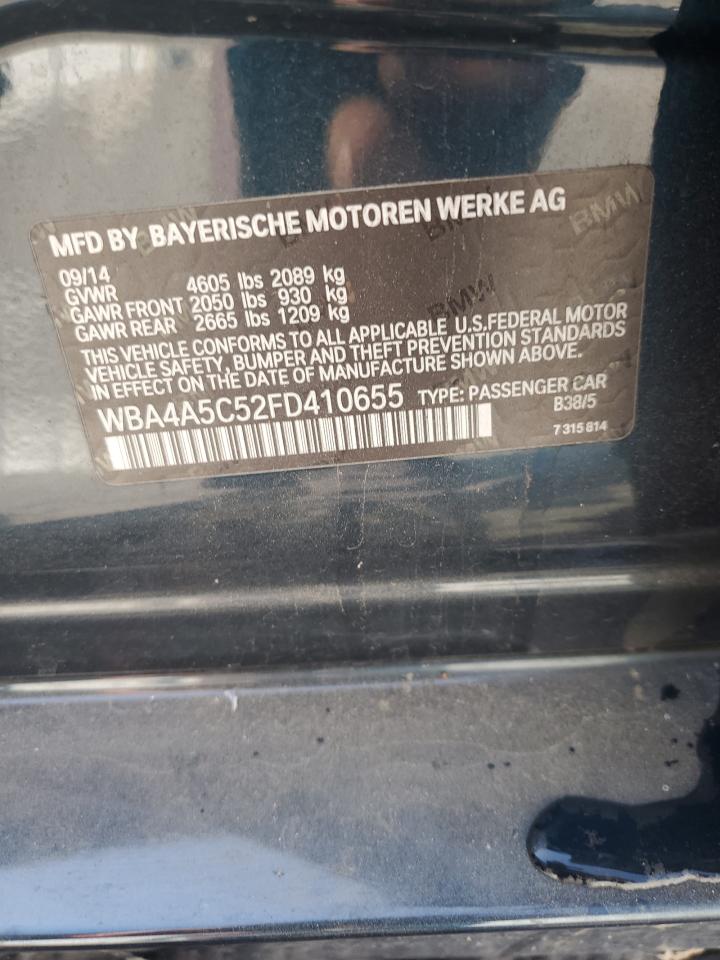 MFD BY BAYERISCHE MOTOREN WERKE AG
09/14
GVWR 4605 lbs 2089 kg
GAWR FRONT 2050 lbs 930 kg
GAWR REAR 2665 lbs 1209 kg
THIS VEHICLE CONFORMS TO ALL APPLICABLE U.S.FEDERAL MOTOR
VEHICLE SAFETY, BUMPER AND THEFT PREVENTION STANDARDS
IN EFFECT ON THE DATE OF MANUFACTURE SHOWN ABOVE.
WBA4A5C52FD410655 TYPE: PASSENGER CAR
B38/5
7 315 814
BMW
BMW